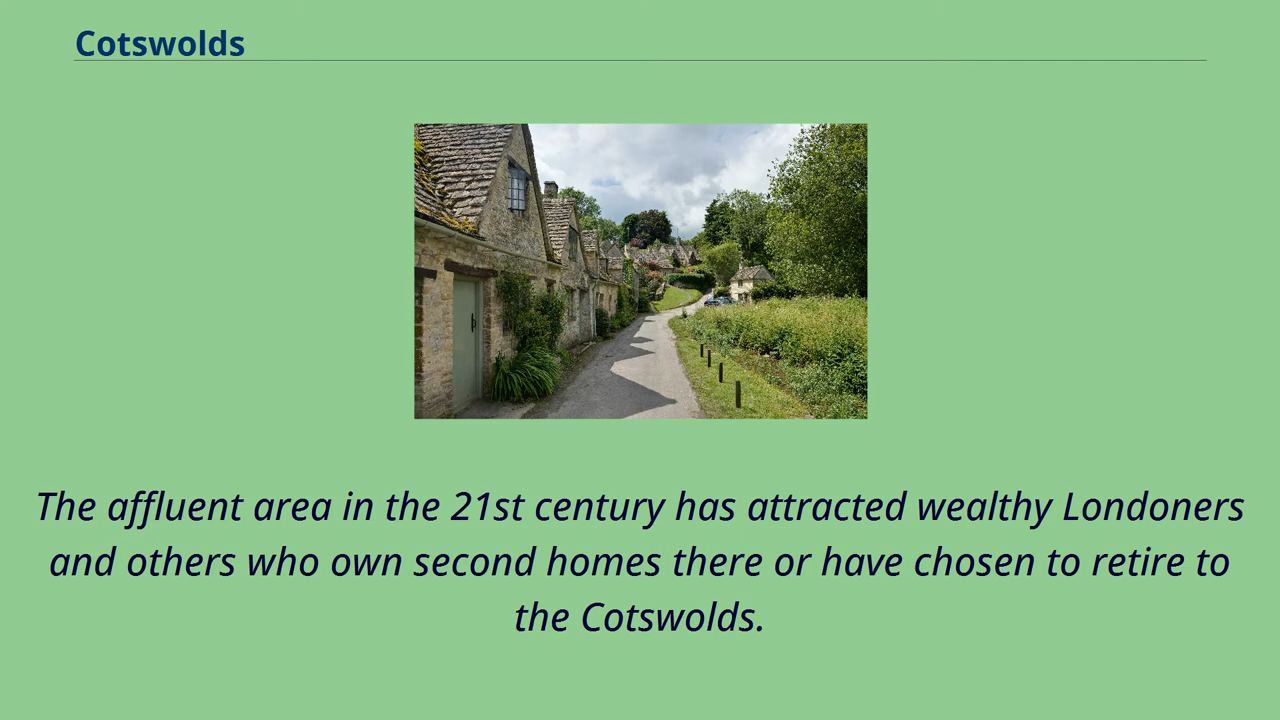 Cotswolds
The affluent area in the 21st century has attracted wealthy Londoners
and others who own second homes there or have chosen to retire to
the Cotswolds.